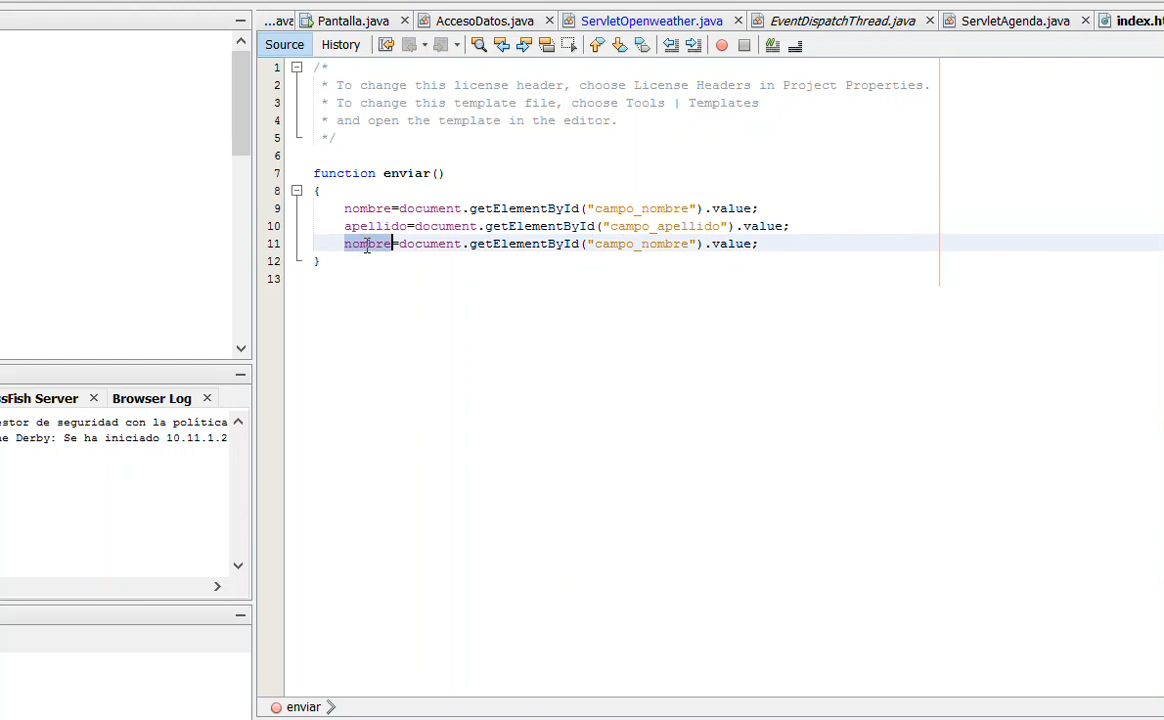 ...ava Pantalla.java AccesoDatos.java ServletOpenweather.java EventDispatchThread.java ServletAgenda.java index.h
Source History
1 /*
2 * To change this license header, choose License Headers in Project Properties.
3 * To change this template file, choose Tools | Templates
4 * and open the template in the editor.
5 */
6
7 function enviar()
8 {
9 nombre=document.getElementById("campo_nombre").value;
10 apellido=document.getElementById("campo_apellido").value;
11 nombre=document.getElementById("campo_nombre").value;
12 }
13
ssFish Server Browser Log
estor de seguridad con la política
ne Derby: Se ha iniciado 10.11.1.2
enviar